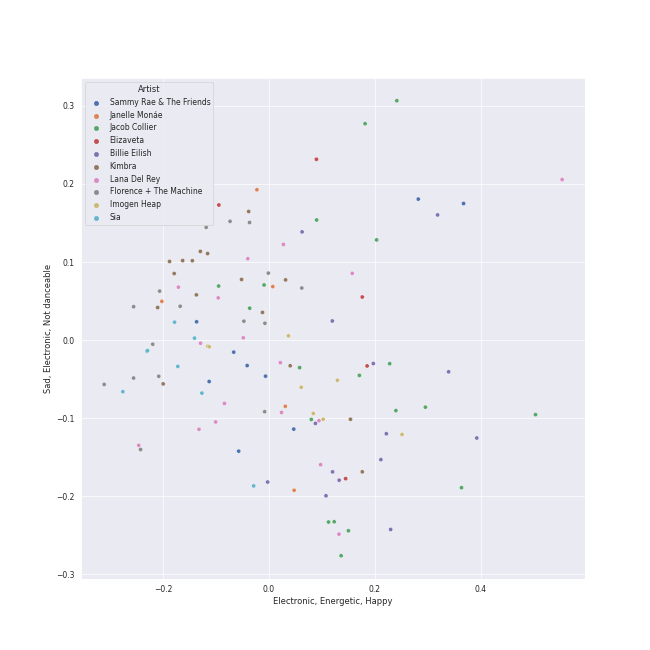 Artist
Sammy Rae & The Friends
Janelle Monáe
Jacob Collier
Elizaveta
Billie Eilish
Kimbra
Lana Del Rey
Florence + The Machine
Imogen Heap
Sia
0.3
0.2
0.1
0.0
−0.1
−0.2
−0.3
Sad, Electronic, Not danceable
−0.2
0.0
0.2
0.4
Electronic, Energetic, Happy